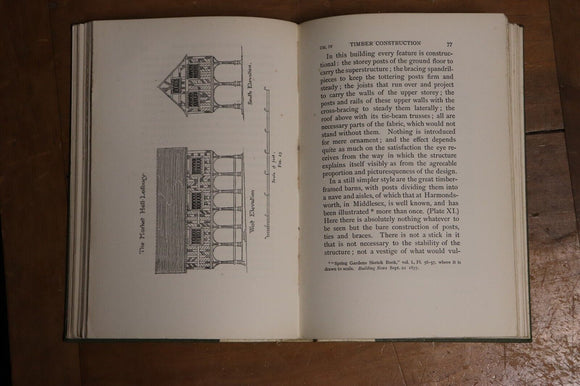 The Market Hall-Ledbury
South Elevation.
West Elevation
Scale of feet.
CH. IV TIMBER CONSTRUCTION 77
In this building every feature is construc-
tional: the storey posts of the ground floor to
carry the superstructure; the bracing spandril-
pieces to keep the tottering posts firm and
steady; the joists that run over and project
to carry the walls of the upper storey; the
posts and rails of these upper walls with the
cross-bracing to steady them laterally; the
roof above with its tie-beam trusses; all are
necessary parts of the fabric, which would not
stand without them. Nothing is introduced
for mere ornament; and the effect depends
quite as much on the satisfaction the eye re-
ceives from the way in which the structure
explains itself harmlessly as from the agreeable
proportion and picturesqueness of the design.
In a still simpler style are the great timber-
framed barns, with posts dividing them into
a nave and aisles, of which that at Harmonds-
worth, in Middlesex, is well known, and has
been illustrated * more than once. (Plate XI.)
Here there is absolutely nothing whatever to
be seen but the bare construction of posts,
ties and braces. There is not a stick in it
that is not necessary to the stability of the
structure; not a vestige of what would vul-
* "Spring Gardens Sketch Book," vol. i., Pl. 56-57, where it is
drawn to scale. Building News Sept. 21 1877.